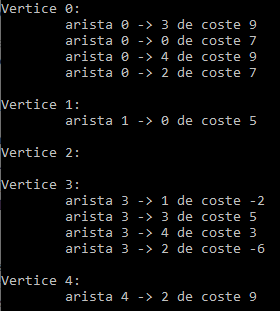 Vertice 0:
arista 0 -> 3 de coste 9
arista 0 -> 0 de coste 7
arista 0 -> 4 de coste 9
arista 0 -> 2 de coste 7
Vertice 1:
arista 1 -> 0 de coste 5
Vertice 2:
Vertice 3:
arista 3 -> 1 de coste -2
arista 3 -> 3 de coste 5
arista 3 -> 4 de coste 3
arista 3 -> 2 de coste -6
Vertice 4:
arista 4 -> 2 de coste 9